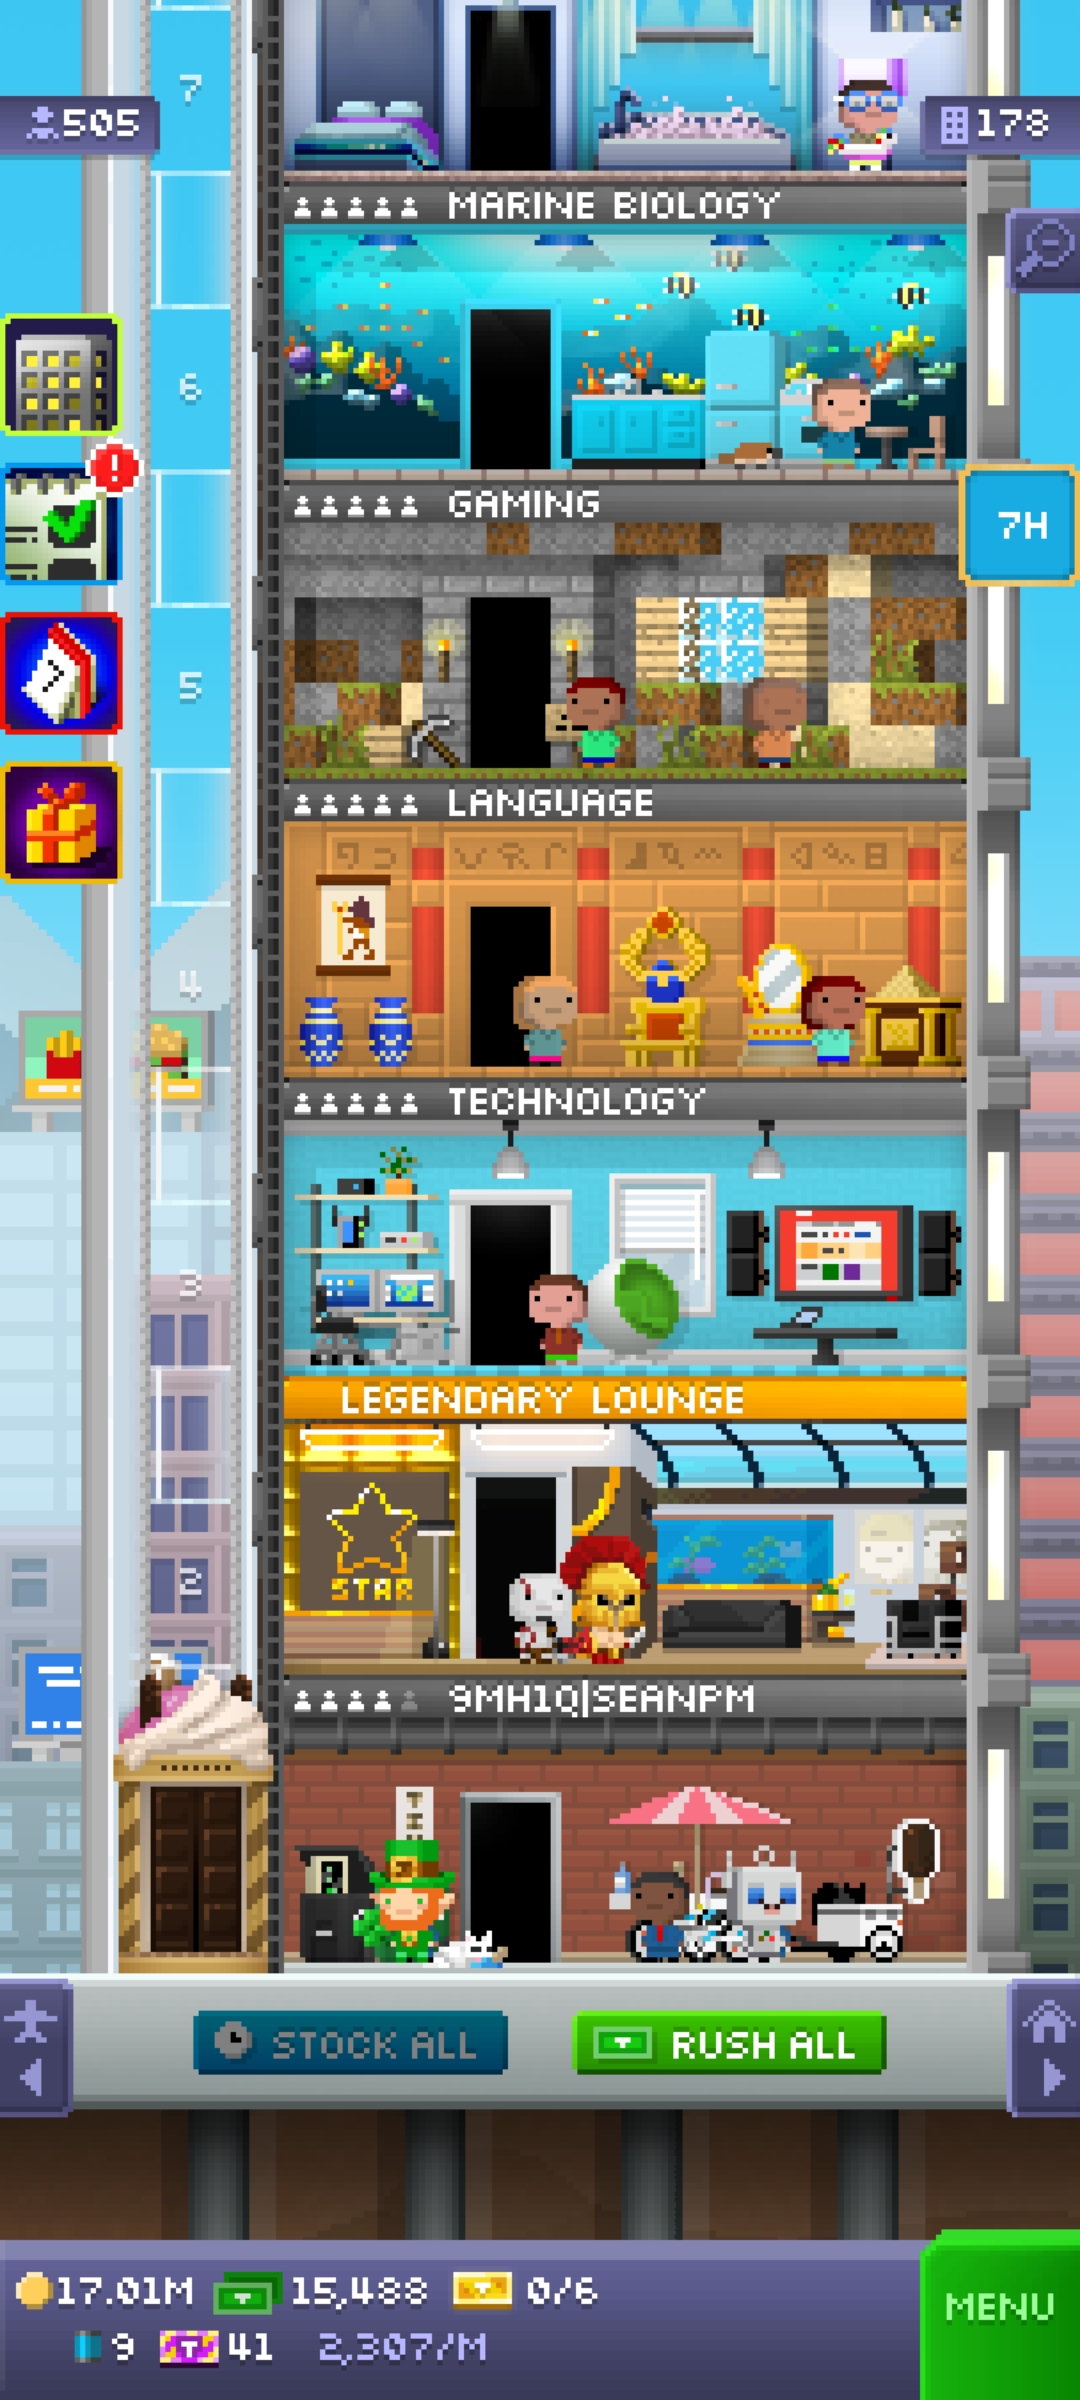 7
505
178
MARINE BIOLOGY
6
GAMING
7H
5
LANGUAGE
4
TECHNOLOGY
3
LEGENDARY LOUNGE
STAR
2
9MH1Q|SEANPM
STOCK ALL
RUSH ALL
17.01M
15,488
0/6
MENU
9
41
2,307/M